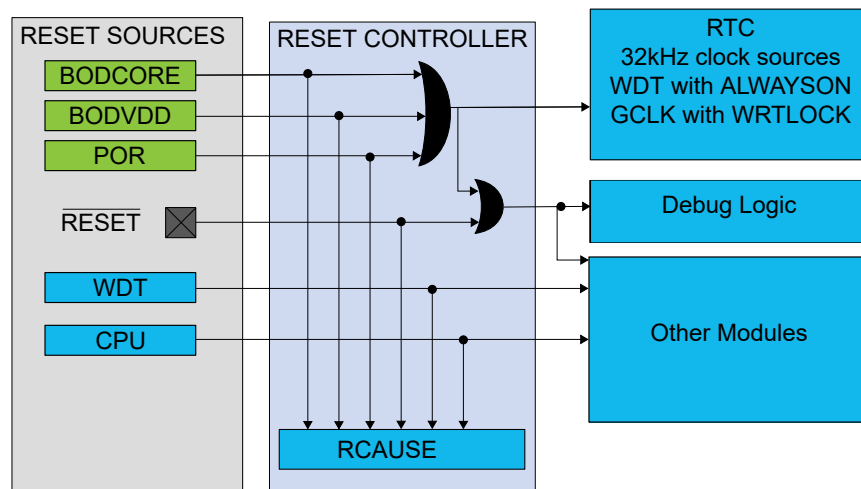 RESET SOURCES
BODCORE
BODVDD
POR
RESET
WDT
CPU
RESET CONTROLLER
RCAUSE
RTC
32kHz clock sources
WDT with ALWAYSON
GCLK with WRTLOCK
Debug Logic
Other Modules